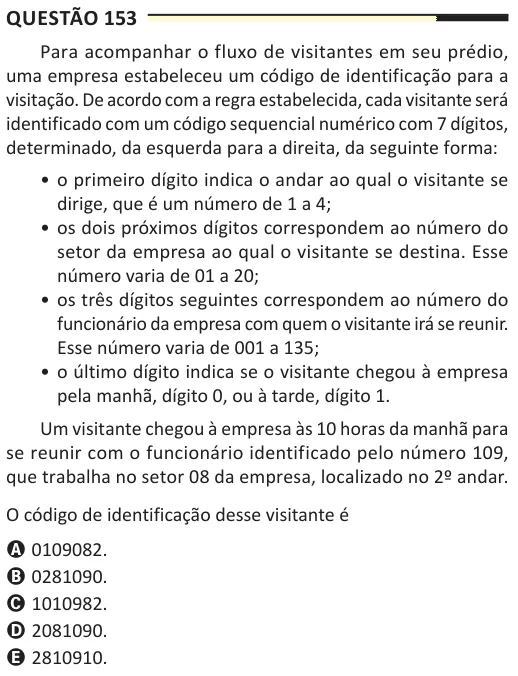 QUESTÃO 153
Para acompanhar o fluxo de visitantes em seu prédio,
uma empresa estabeleceu um código de identificação para a
visitação. De acordo com a regra estabelecida, cada visitante será
identificado com um código sequencial numérico com 7 dígitos,
determinado, da esquerda para a direita, da seguinte forma:
• o primeiro dígito indica o andar ao qual o visitante se
dirige, que é um número de 1 a 4;
• os dois próximos dígitos correspondem ao número do
setor da empresa ao qual o visitante se destina. Esse
número varia de 01 a 20;
• os três dígitos seguintes correspondem ao número do
funcionário da empresa com quem o visitante irá se reunir.
Esse número varia de 001 a 135;
• o último dígito indica se o visitante chegou à empresa
pela manhã, dígito 0, ou à tarde, dígito 1.
Um visitante chegou à empresa às 10 horas da manhã para
se reunir com o funcionário identificado pelo número 109,
que trabalha no setor 08 da empresa, localizado no 2º andar.
O código de identificação desse visitante é
A 0109082.
B 0281090.
C 1010982.
D 2081090.
E 2810910.